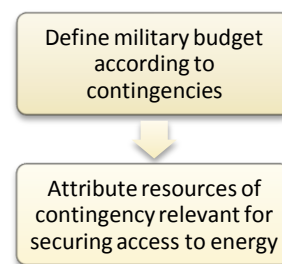 Define military budget
according to
contingencies
Attribute resources of
contingency relevant for
securing access to energy